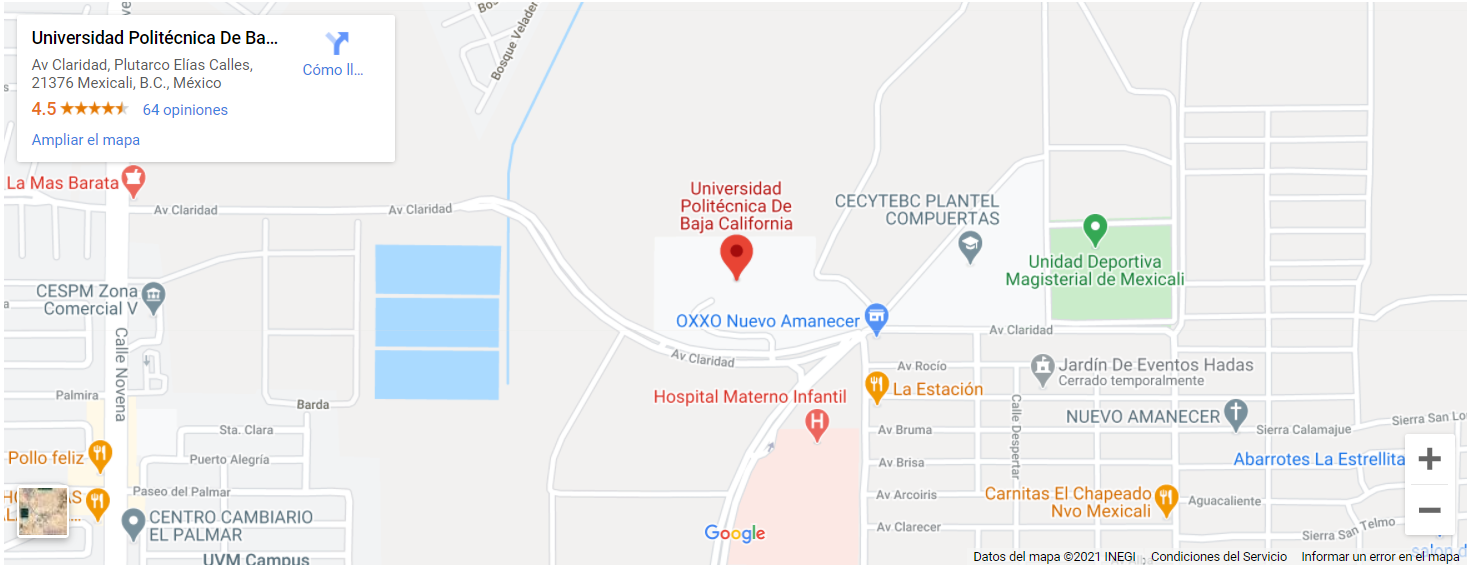 Universidad Politécnica De Ba...
Av Claridad, Plutarco Elías Calles,
21376 Mexicali, B.C., México
4.5
64 opiniones
Ampliar el mapa
Cómo ll...
Bosque Velader
La Mas Barata
Av Claridad
Av Claridad
Universidad
Politécnica De
Baja California
CECYTEBC PLANTEL
COMPUERTAS
Unidad Deportiva
Magisterial de Mexicali
CESPM Zona
Comercial V
Calle Novena
OXXO Nuevo Amanecer
Av Claridad
Av Claridad
Av Rocío
Jardín De Eventos Hadas
Cerrado temporalmente
La Estación
Hospital Materno Infantil
Palmira
Barda
Calle Despertar
NUEVO AMANECER
Sierra San Lo
Sta. Clara
Av Bruma
Sierra Calamajue
Pollo feliz
Puerto Alegría
Av Brisa
Abarrotes La Estrellita
Paseo del Palmar
Av Arcoiris
Carnitas El Chapeado
Nvo Mexicali
Aguacaliente
CENTRO CAMBIARIO
EL PALMAR
Av Clarecer
Sierra San Telmo
Google
UVM Campus
Datos del mapa ©2021 INEGI
Condiciones del Servicio
Informar un error en el mapa